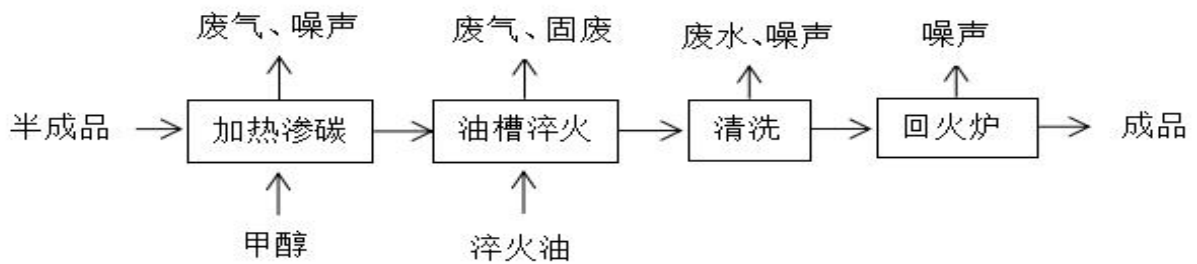 废气、噪声
废气、固废
废水、噪声
噪声
半成品
加热渗碳
油槽淬火
清洗
回火炉
成品
甲醇
淬火油